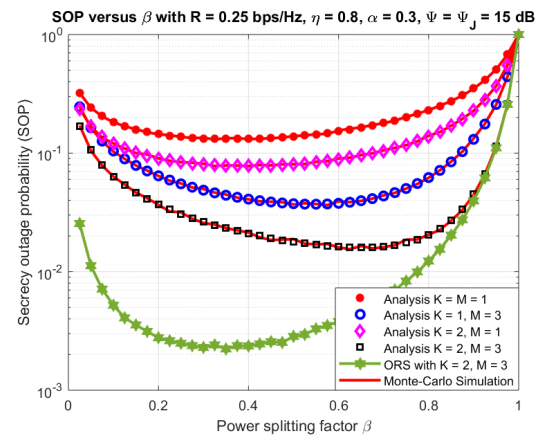 SOP versus β with R = 0.25 bps/Hz, η = 0.8, α = 0.3, Ψ = Ψ_J = 15 dB
Secrecy outage probability (SOP)
10^0
10^-1
10^-2
10^-3
Analysis K = M = 1
Analysis K = 1, M = 3
Analysis K = 2, M = 1
Analysis K = 2, M = 3
ORS with K = 2, M = 3
Monte-Carlo Simulation
0 0.2 0.4 0.6 0.8 1
Power splitting factor β